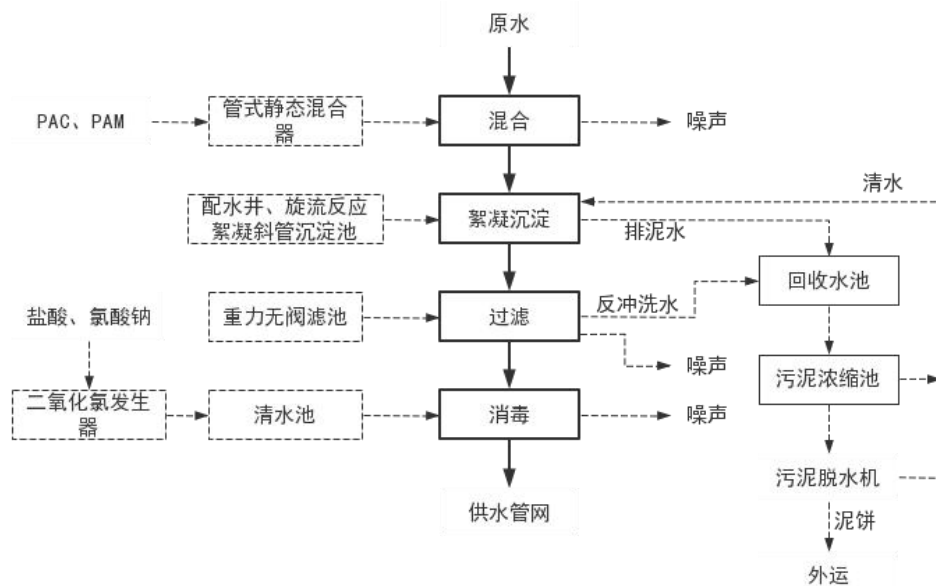 原水
PAC、PAM
管式静态混合
器
混合
噪声
清水
配水井、旋流反应
絮凝斜管沉淀池
絮凝沉淀
排泥水
回收水池
盐酸、氯酸钠
重力无阀滤池
过滤
反冲洗水
噪声
污泥浓缩池
二氧化氯发生
器
清水池
消毒
噪声
污泥脱水机
供水管网
泥饼
外运